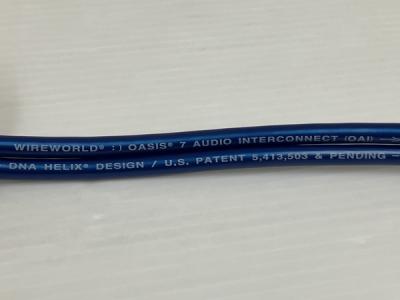 WIREWORLD® :) OASIS® 7 AUDIO INTERCONNECT (OAI)
DNA HELIX® DESIGN / U.S. PATENT 5,413,503 & PENDING